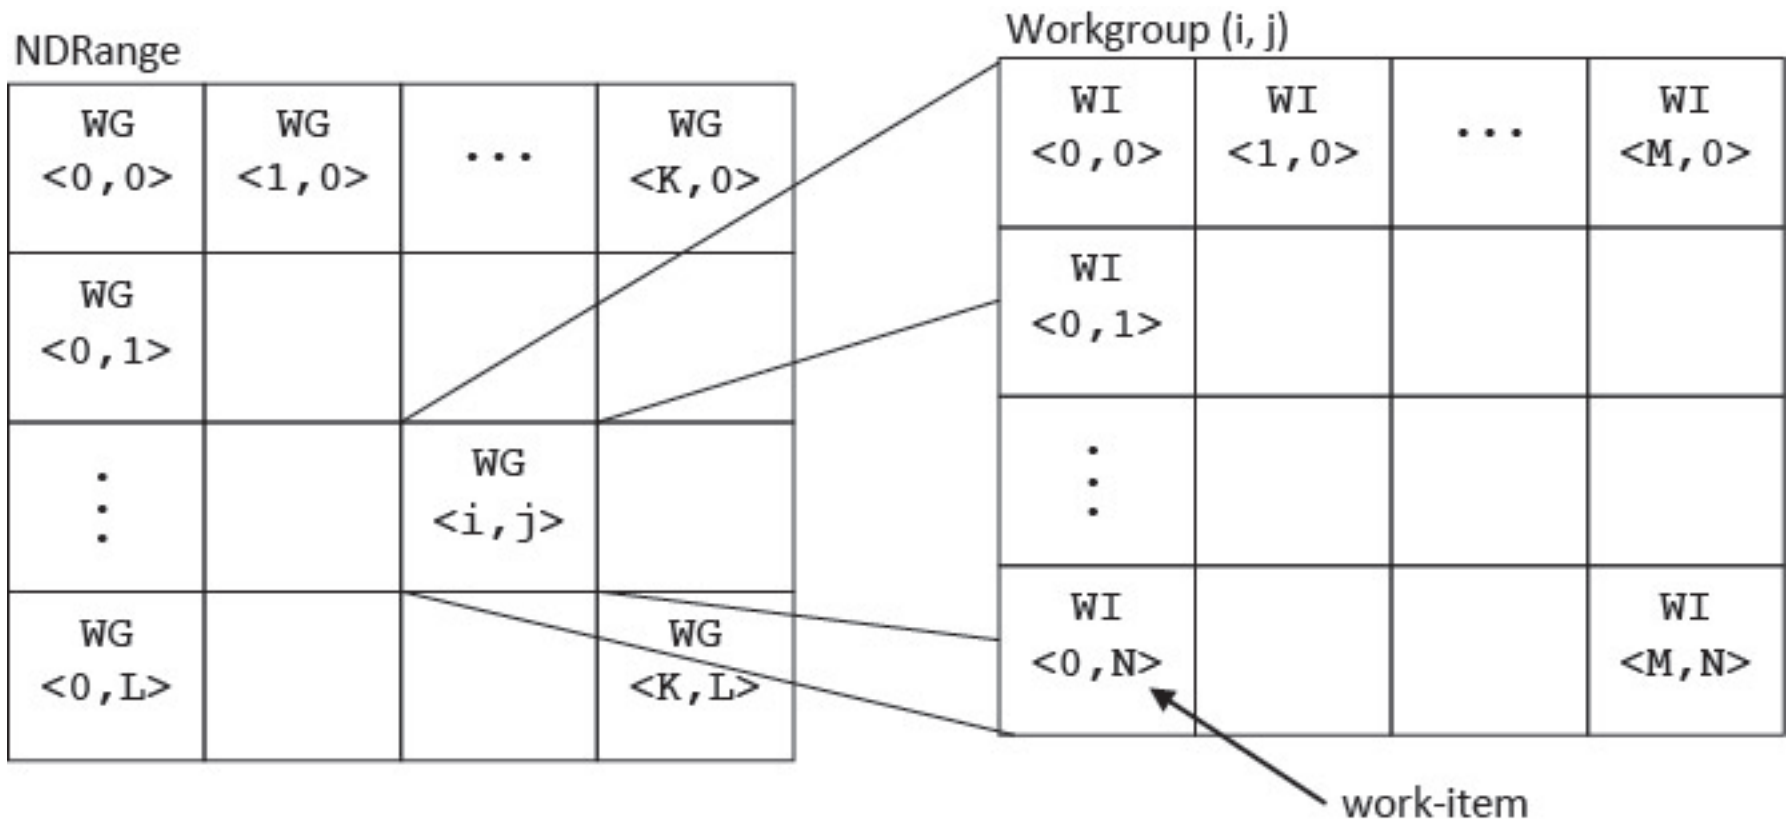 NDRange
WG WG WG
<0,0> <1,0> ... <K,0>
WG
<0,1>
WG
<i,j>
WG WG
<0,L> <K,L>
Workgroup (i, j)
WI WI WI
<0,0> <1,0> ... <M,0>
WI
<0,1>
WI WI
<0,N> <M,N>
work-item